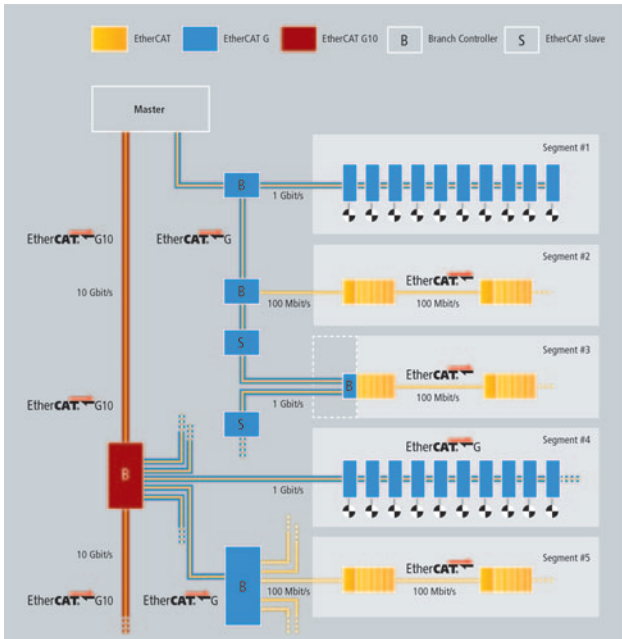 EtherCAT
EtherCAT G
EtherCAT G10
B
Branch Controller
S
EtherCAT slave
Master
Segment #1
B
1 Gbit/s
EtherCAT G10
EtherCAT G
Segment #2
EtherCAT
10 Gbit/s
B
100 Mbit/s
100 Mbit/s
S
Segment #3
EtherCAT
B
1 Gbit/s
100 Mbit/s
EtherCAT G10
S
EtherCAT G
Segment #4
B
1 Gbit/s
10 Gbit/s
Segment #5
EtherCAT
B
100 Mbit/s
100 Mbit/s
EtherCAT G10
EtherCAT G